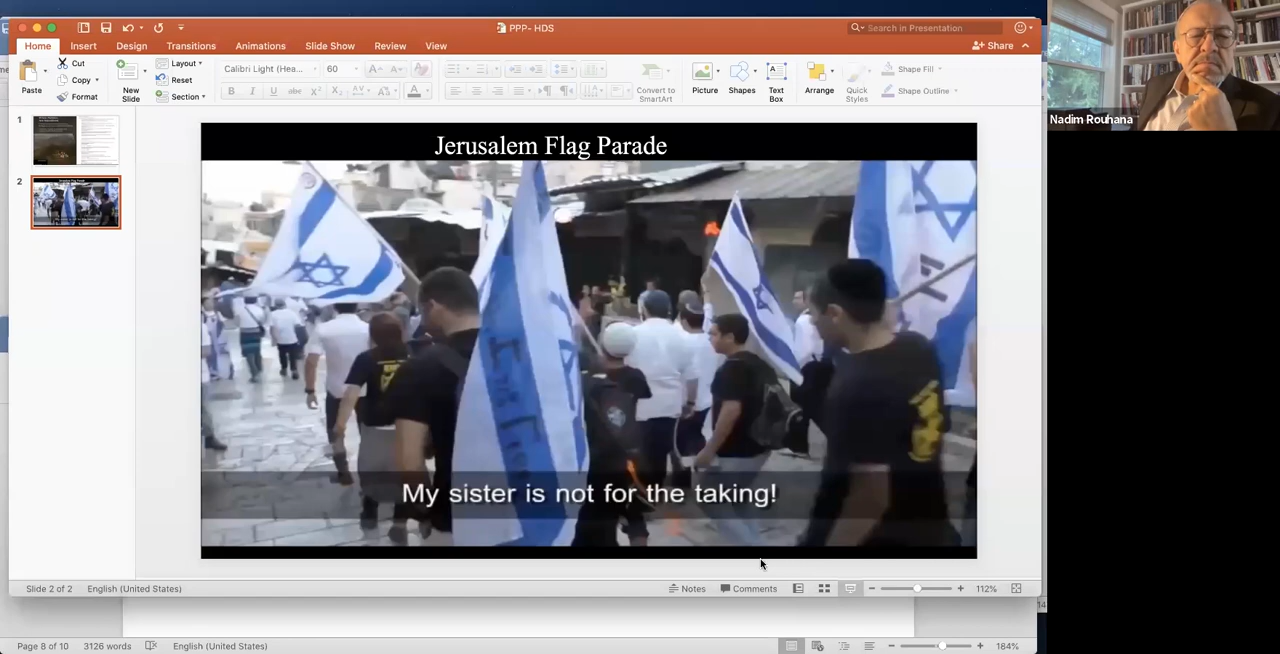 PPP- HDS
Search in Presentation
Home Insert Design Transitions Animations Slide Show Review View
Share
Paste
Cut
Copy
Format
New Slide
Layout
Reset
Section
Calibri Light (Hea...
60
Convert to SmartArt
Picture
Shapes
Text Box
Arrange
Quick Styles
Shape Fill
Shape Outline
1
2
Jerusalem Flag Parade
My sister is not for the taking!
Nadim Rouhana
Slide 2 of 2
English (United States)
Notes
Comments
112%
Page 8 of 10
3126 words
English (United States)
184%
14